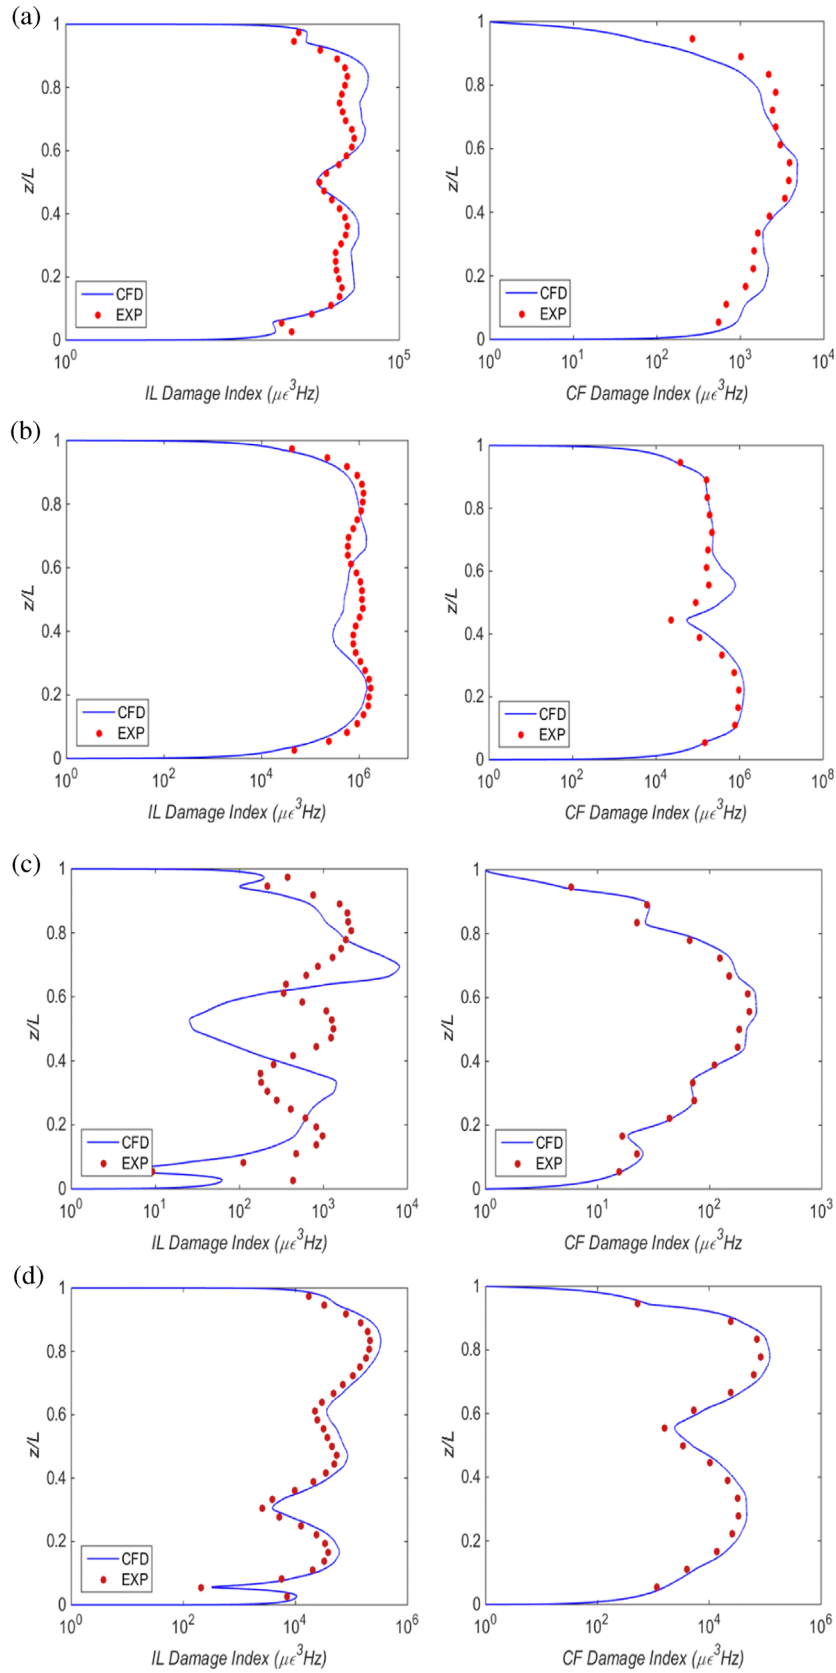 (a)
1
0.8
0.6
0.4
0.2
0
z/L
CFD
EXP
10^0
10^5
IL Damage Index (με^3Hz)
1
0.8
0.6
0.4
0.2
0
z/L
CFD
EXP
10^0
10^1
10^2
10^3
10^4
CF Damage Index (με^3Hz)
(b)
1
0.8
0.6
0.4
0.2
0
z/L
CFD
EXP
10^0
10^2
10^4
10^6
IL Damage Index (με^3Hz)
1
0.8
0.6
0.4
0.2
0
z/L
CFD
EXP
10^0
10^2
10^4
10^6
10^8
CF Damage Index (με^3Hz)
(c)
1
0.8
0.6
0.4
0.2
0
z/L
CFD
EXP
10^0
10^1
10^2
10^3
10^4
IL Damage Index (με^3Hz)
1
0.8
0.6
0.4
0.2
0
z/L
CFD
EXP
10^0
10^1
10^2
10^3
CF Damage Index (με^3Hz
(d)
1
0.8
0.6
0.4
0.2
0
z/L
CFD
EXP
10^0
10^2
10^4
10^6
IL Damage Index (με^3Hz)
1
0.8
0.6
0.4
0.2
0
z/L
CFD
EXP
10^0
10^2
10^4
10^6
CF Damage Index (με^3Hz)